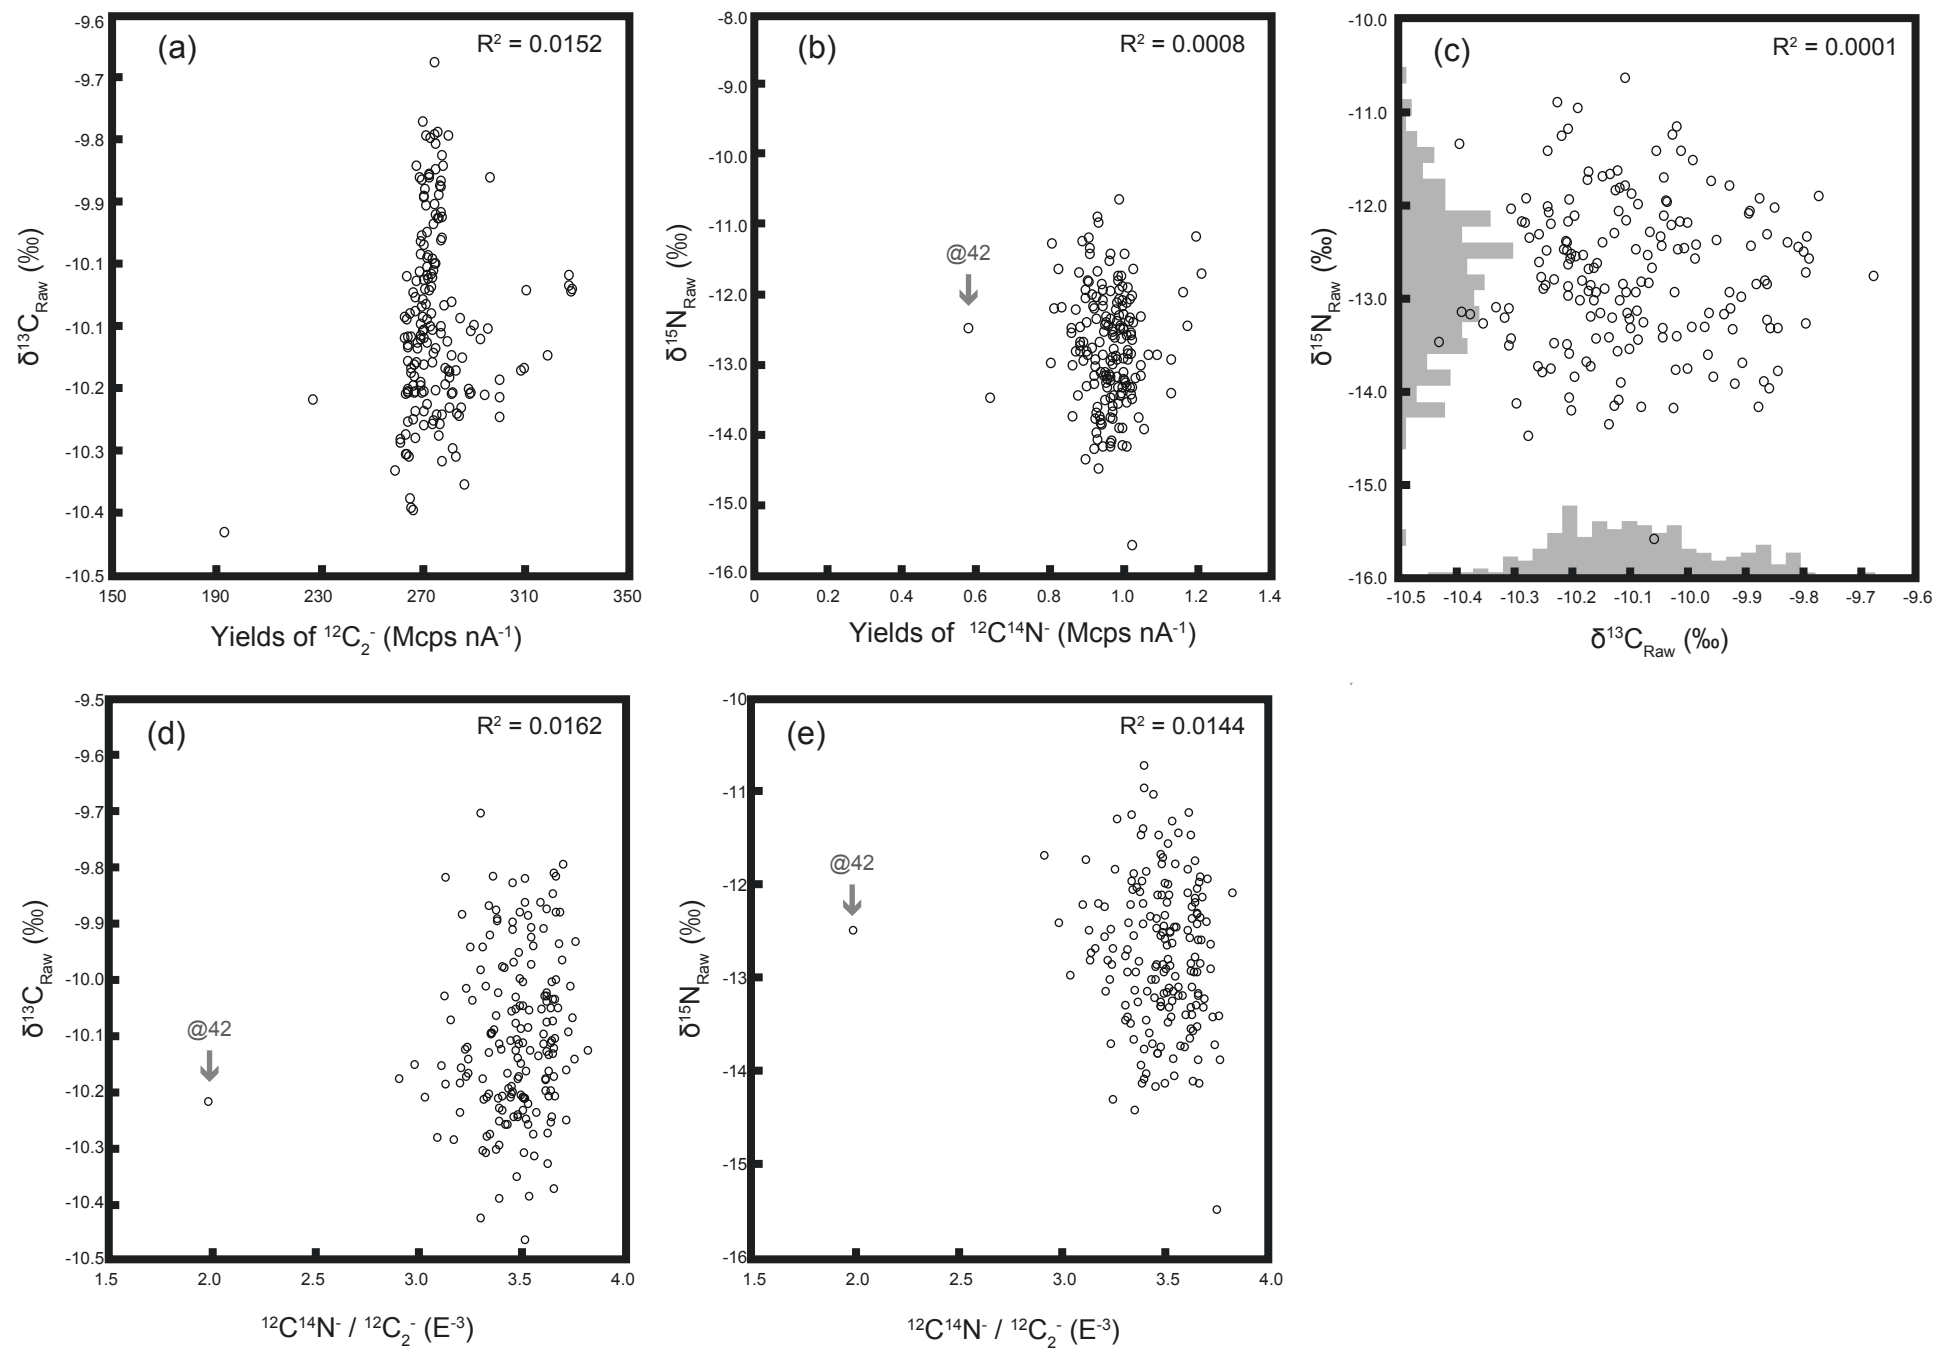 (a)
R² = 0.0152
-9.6
-9.7
-9.8
-9.9
-10.1
-10.1
-10.2
-10.3
-10.4
-10.5
δ¹³C_Raw (‰)
150 190 230 270 310 350
Yields of ¹²C₂⁻ (Mcps nA⁻¹)
(b)
R² = 0.0008
-8.0
-9.0
-10.0
-11.0
-12.0
-13.0
-14.0
-15.0
-16.0
δ¹⁵N_Raw (‰)
@42
0 0.2 0.4 0.6 0.8 1.0 1.2 1.4
Yields of ¹²C¹⁴N⁻ (Mcps nA⁻¹)
(c)
R² = 0.0001
-10.0
-11.0
-12.0
-13.0
-14.0
-15.0
-16.0
δ¹⁵N_Raw (‰)
-10.5 -10.4 -10.3 -10.2 -10.1 -10.0 -9.9 -9.8 -9.7 -9.6
δ¹³C_Raw (‰)
(d)
R² = 0.0162
-9.5
-9.6
-9.7
-9.8
-9.9
-10.0
-10.1
-10.2
-10.3
-10.4
-10.5
δ¹³C_Raw (‰)
@42
1.5 2.0 2.5 3.0 3.5 4.0
¹²C¹⁴N⁻ / ¹²C₂⁻ (E⁻³)
(e)
R² = 0.0144
-10
-11
-12
-13
-14
-15
-16
δ¹⁵N_Raw (‰)
@42
1.5 2.0 2.5 3.0 3.5 4.0
¹²C¹⁴N⁻ / ¹²C₂⁻ (E⁻³)